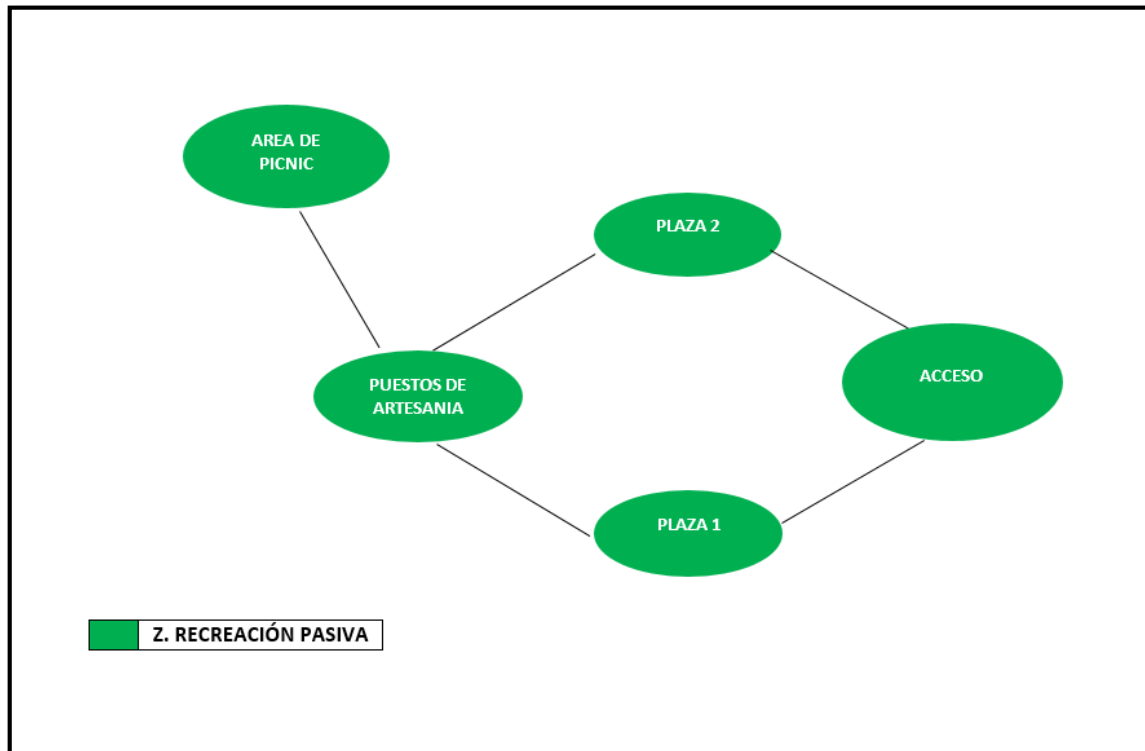 AREA DE
PICNIC
PLAZA 2
PUESTOS DE
ARTESANIA
ACCESO
PLAZA 1
Z. RECREACIÓN PASIVA